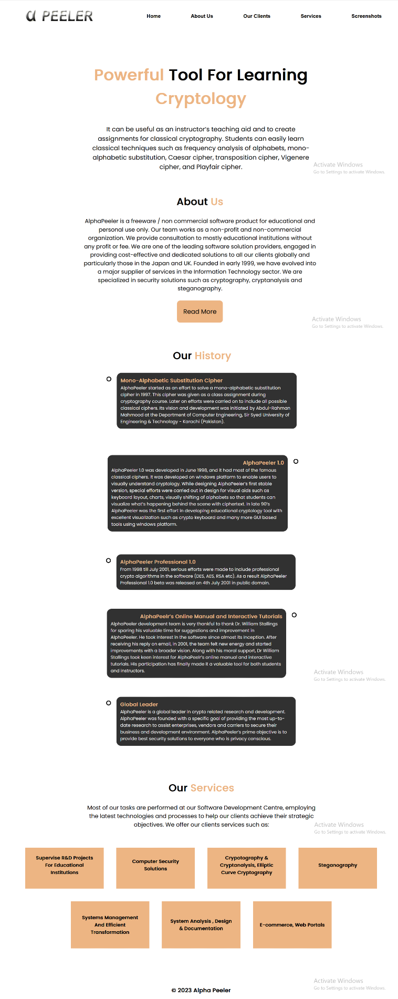 α PEELER
Home About Us Our Clients Services Screenshots
Powerful Tool For Learning
Cryptology
It can be useful as an instructor's teaching aid and to create
assignments for classical cryptography. Students can easily learn
classical techniques such as frequency analysis of alphabets, mono-
alphabetic substitution, Caesar cipher, transposition cipher, Vigenere
cipher, and Playfair cipher.
Activate Windows
Go to Settings to activate Windows.
About Us
AlphaPeeler is a freeware / non commercial software product for educational and
personal use only. Our team works as a non-profit and non-commercial
organization. We provide consultation to mostly educational institutions without
any profit or fee. We are one of the leading software solution providers, engaged in
providing cost-effective and dedicated solutions to all our clients globally and
particularly those in the Japan and UK. Founded in early 1999, we have evolved into
a major supplier of services in the Information Technology sector. We are
specialized in security solutions such as cryptography, cryptanalysis and
steganography.
Read More
Activate Windows
Go to Settings to activate Windows.
Our History
Mono-Alphabetic Substitution Cipher
AlphaPeeler started as an effort to solve a mono-alphabetic substitution
cipher in 1997. This cipher was given as a class assignment during
cryptography course. Later on efforts were carried on to include all possible
classical ciphers. Its vision and development was initiated by Abdul-Rahman
Mahmood at the Department of Computer Engineering, Sir Syed University of
Engineering & Technology - Karachi (Pakistan).
AlphaPeeler 1.0
AlphaPeeler 1.0 was developed in June 1998, and it had most of the famous
classical ciphers. It was developed on windows platform to enable users to
visually understand cryptology. While designing AlphaPeeler's first stable
version, special efforts were carried out in design for visual aids such as
keyboard layout, charts, visually shifting of alphabets so that students can
visualize what's happening behind the scene with ciphertext. In late 90's
AlphaPeeler was the first effort in developing educational cryptology tool with
excellent visualization such as crypto keyboard and many more GUI based
tools using windows platform.
AlphaPeeler Professional 1.0
From 1998 till July 2001, serious efforts were made to include professional
crypto algorithms in the software (DES, AES, RSA etc). As a result AlphaPeeler
Professional 1.0 beta was released on 4th July 2001 in public domain.
AlphaPeelr's Online Manual and Interactive Tutorials
AlphaPeeler development team is very thankful to thank Dr. William Stallings
for sparing his valuable time for suggestions and improvement in
AlphaPeeler. He took interest in the software since almost its inception. After
receiving his reply on email, in 2001, the team felt new energy and started
improvements with a broader vision. Along with his moral support, Dr William
Stallings took keen interest for AlphaPeelr's online manual and interactive
tutorials. His participation has finally made it a valuable tool for both students
and instructors.
Activate Windows
Go to Settings to activate Windows.
Global Leader
AlphaPeeler is a global leader in crypto related research and development.
AlphaPeeler was founded with a specific goal of providing the most up-to-
date research to assist enterprises, vendors and carriers to secure their
business and development environment. AlphaPeeler's prime objective is to
provide best security solutions to everyone who is privacy conscious.
Our Services
Most of our tasks are performed at our Software Development Centre, employing
the latest technologies and processes to help our clients achieve their strategic
objectives. We offer our clients services such as:
Activate Windows
Go to Settings to activate Windows.
Supervise R&D Projects
For Educational
Institutions
Computer Security
Solutions
Crypotography &
Cryptanalysis, Elliptic
Curve Cryptography
Steganography
Systems Management
And Efficient
Transformation
System Analysis , Design
& Documentation
E-commerce, Web Portals
Activate Windows
Go to Settings to activate Windows.
© 2023 Alpha Peeler